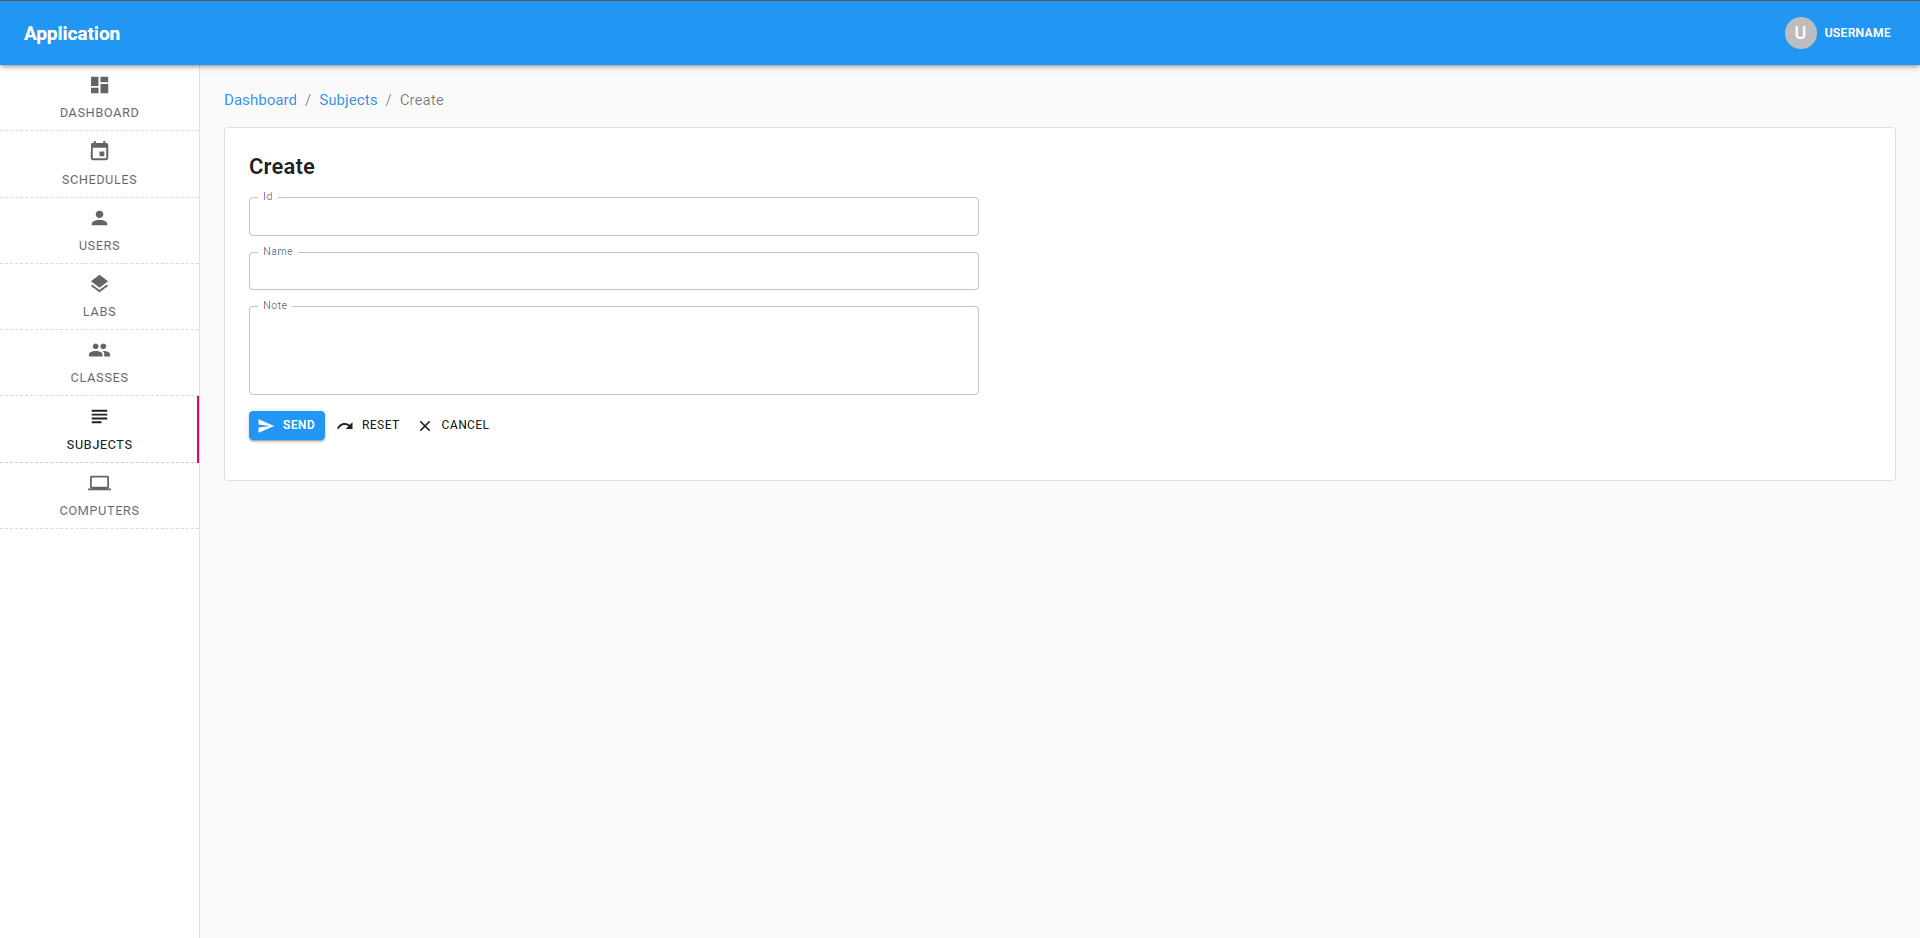 Application
U USERNAME
DASHBOARD
SCHEDULES
USERS
LABS
CLASSES
SUBJECTS
COMPUTERS
Dashboard / Subjects / Create
Create
Id
Name
Note
SEND RESET CANCEL